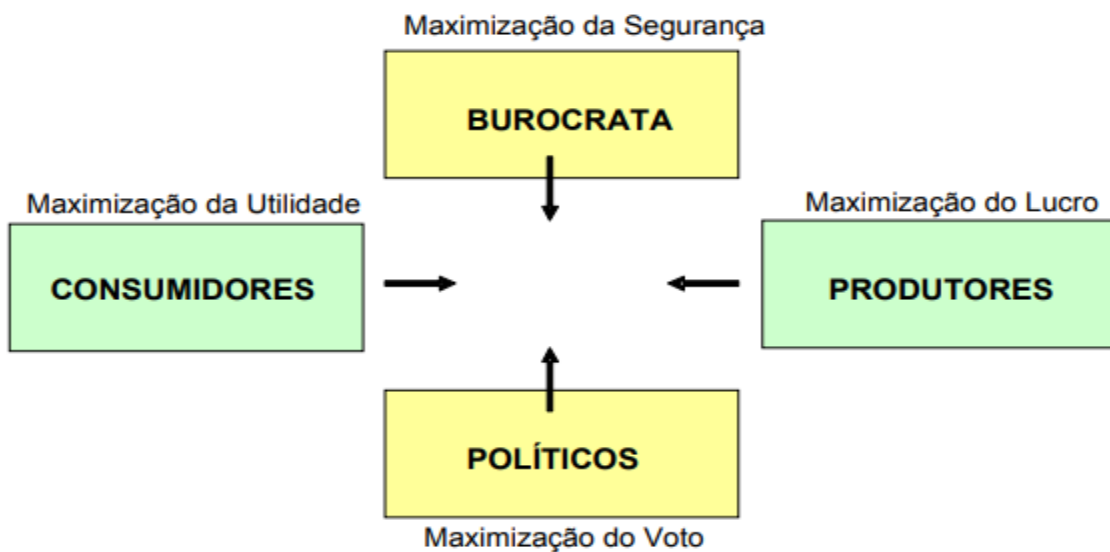 Maximização da Segurança
BUROCRATA
Maximização da Utilidade
CONSUMIDORES
Maximização do Lucro
PRODUTORES
POLÍTICOS
Maximização do Voto